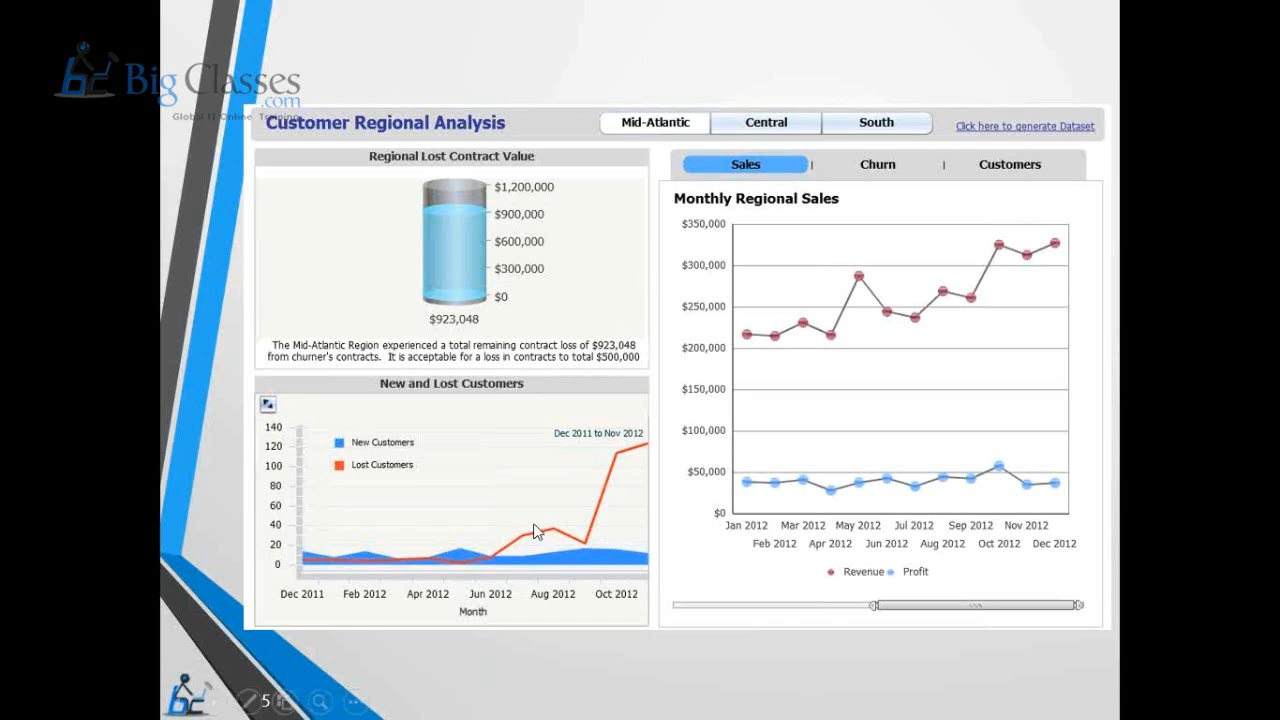 Big Classes
.com
Global IT Online Training
Customer Regional Analysis
Mid-Atlantic
Central
South
Click here to generate Dataset
Regional Lost Contract Value
$1,200,000
$900,000
$600,000
$300,000
$0
$923,048
The Mid-Atlantic Region experienced a total remaining contract loss of $923,048
from churner's contracts. It is acceptable for a loss in contracts to total $500,000
New and Lost Customers
Dec 2011 to Nov 2012
New Customers
Lost Customers
140
120
100
80
60
40
20
0
Dec 2011 Feb 2012 Apr 2012 Jun 2012 Aug 2012 Oct 2012
Month
Sales | Churn | Customers
Monthly Regional Sales
$350,000
$300,000
$250,000
$200,000
$150,000
$100,000
$50,000
$0
Jan 2012 Mar 2012 May 2012 Jul 2012 Sep 2012 Nov 2012
Feb 2012 Apr 2012 Jun 2012 Aug 2012 Oct 2012 Dec 2012
Revenue Profit
5